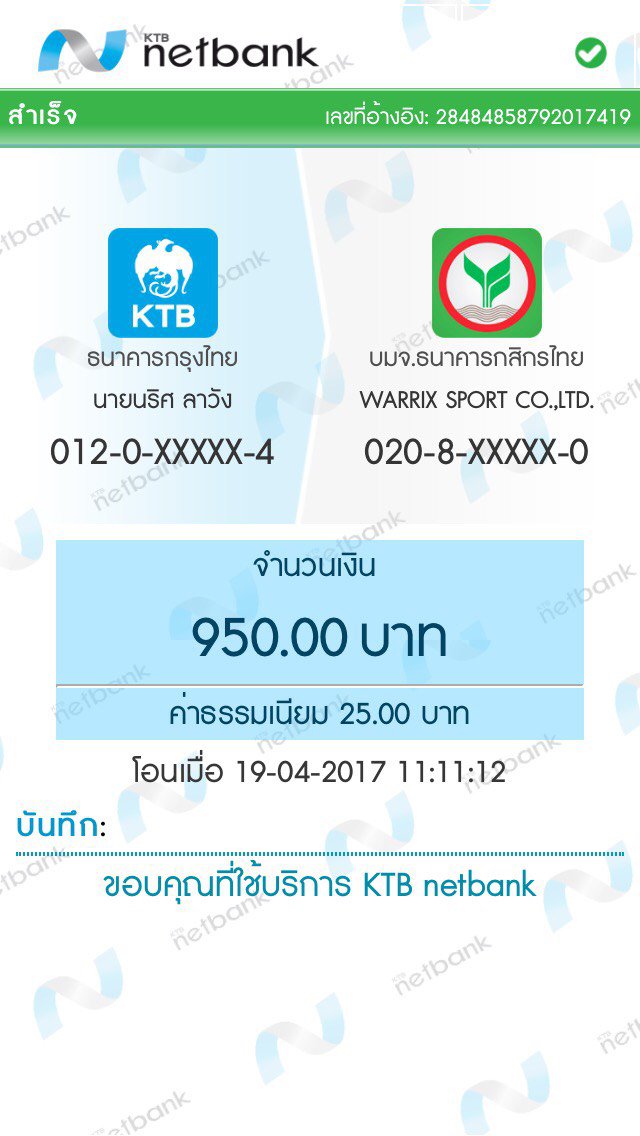 KTB
netbank
สำเร็จ เลขที่อ้างอิง: 28484858792017419
KTB
ธนาคารกรุงไทย
นายนริศ ลาวัง
012-0-XXXXX-4
บมจ.ธนาคารกสิกรไทย
WARRIX SPORT CO.,LTD.
020-8-XXXXX-0
จำนวนเงิน
950.00 บาท
ค่าธรรมเนียม 25.00 บาท
โอนเมื่อ 19-04-2017 11:11:12
บันทึก:
ขอบคุณที่ใช้บริการ KTB netbank